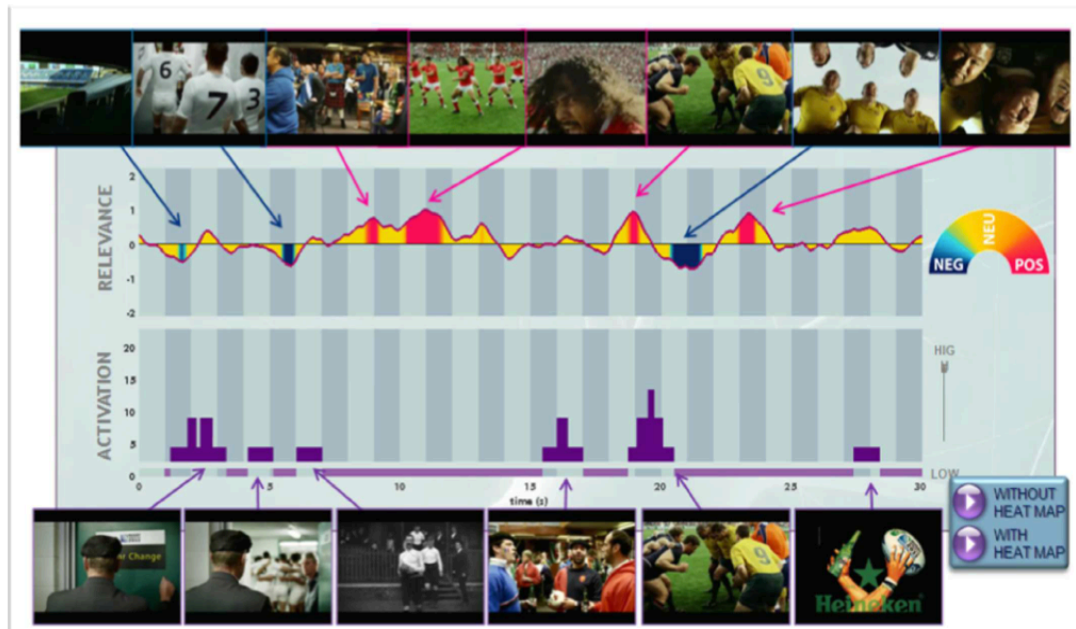 6
7
3
9
RELEVANCE
2
1
0
-1
-2
NEG
NEU
POS
ACTIVATION
20
15
10
5
0
HIG
H
LOW
0
5
10
15
20
25
30
time (s)
WITHOUT
HEAT MAP
WITH
HEAT MAP
Change
9
Heineken